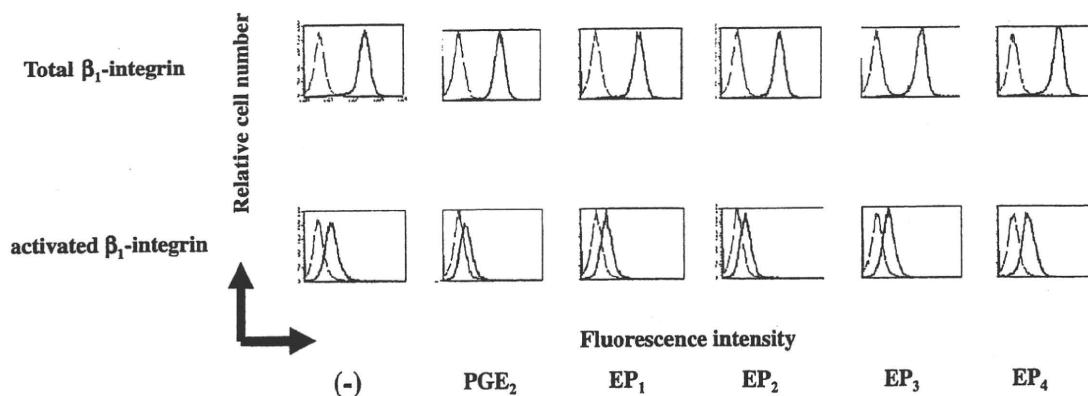 Total β₁-integrin
Relative cell number
activated β₁-integrin
Fluorescence intensity
(-) PGE₂ EP₁ EP₂ EP₃ EP₄